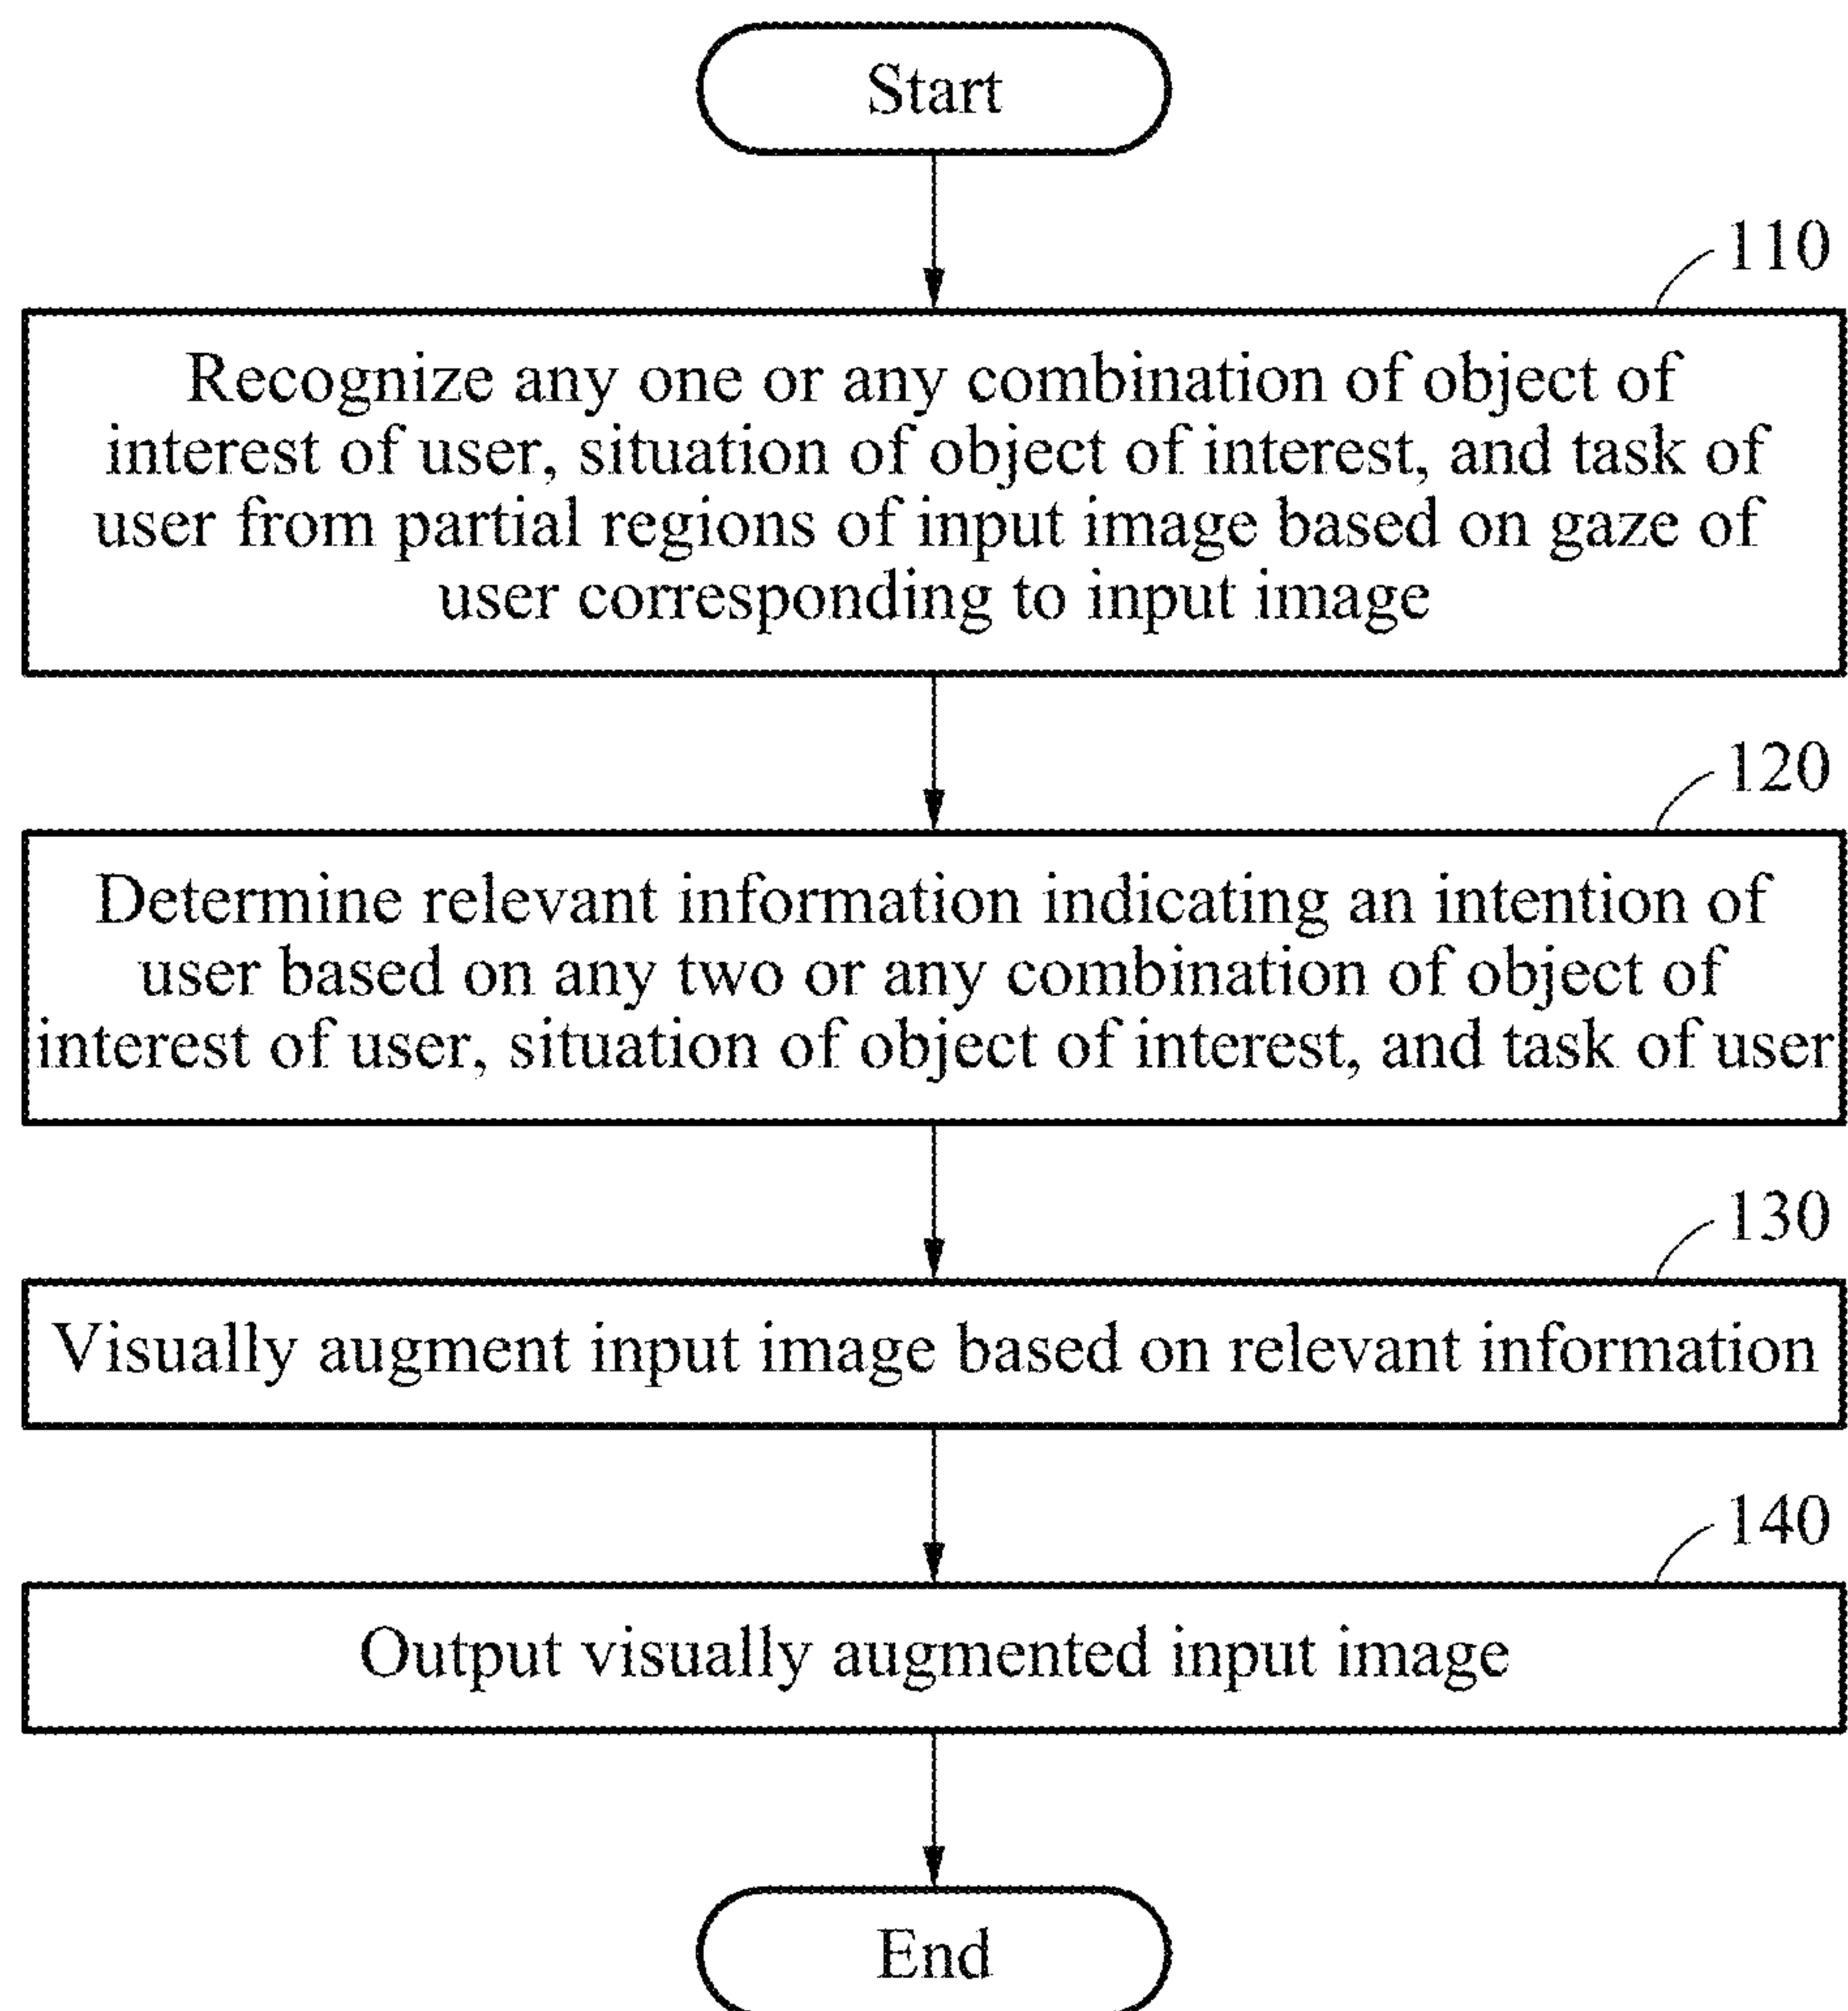 Start
110
Recognize any one or any combination of object of
interest of user, situation of object of interest, and task of
user from partial regions of input image based on gaze of
user corresponding to input image
120
Determine relevant information indicating an intention of
user based on any two or any combination of object of
interest of user, situation of object of interest, and task of user
130
Visually augment input image based on relevant information
140
Output visually augmented input image
End